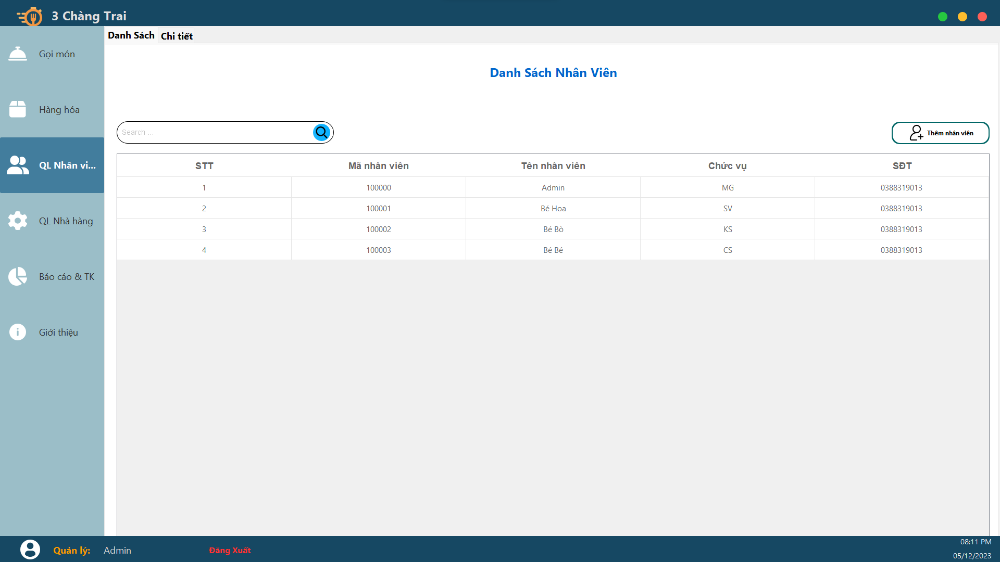 3 Chàng Trai
Danh Sách
Chi tiết
Gọi món
Hàng hóa
QL Nhân vi...
QL Nhà hàng
Báo cáo & TK
Giới thiệu
Danh Sách Nhân Viên
Search ...
Thêm nhân viên
STT Mã nhân viên Tên nhân viên Chức vụ SĐT
1 100000 Admin MG 0388319013
2 100001 Bé Hoa SV 0388319013
3 100002 Bé Bò KS 0388319013
4 100003 Bé Bé CS 0388319013
Quản lý: Admin
Đăng Xuất
08:11 PM
05/12/2023